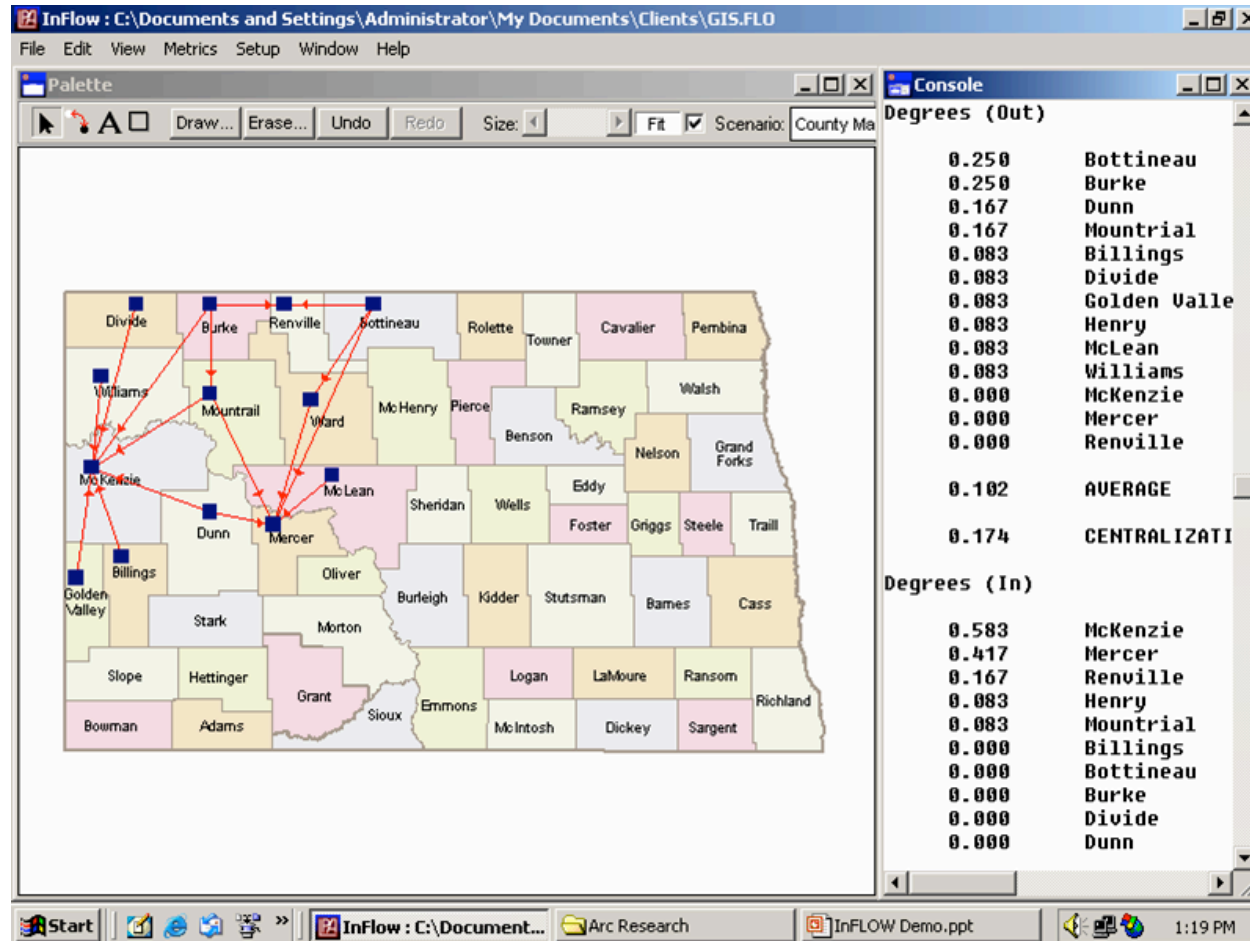 InFlow : C:\Documents and Settings\Administrator\My Documents\Clients\GIS.FLO
File Edit View Metrics Setup Window Help
Palette
A Draw... Erase... Undo Redo Size: Fit Scenario: County Ma
Divide Burke Renville Bottineau Rolette Towner Cavalier Pembina
Williams Mountrail Ward McHenry Pierce Benson Ramsey Walsh
Nelson Grand
Forks
McKenzie Dunn Mercer McLean Sheridan Wells Eddy
Foster Griggs Steele Traill
Golden
Valley
Billings Oliver Burleigh Kidder Stutsman Barnes Cass
Stark Morton
Slope Hettinger Grant Sioux Emmons Logan LaMoure Ransom Richland
Bowman Adams McIntosh Dickey Sargent
Console
Degrees (Out)
0.250 Bottineau
0.250 Burke
0.167 Dunn
0.167 Mountrial
0.083 Billings
0.083 Divide
0.083 Golden Valle
0.083 Henry
0.083 McLean
0.083 Williams
0.000 McKenzie
0.000 Mercer
0.000 Renville
0.102 AVERAGE
0.174 CENTRALIZATI
Degrees (In)
0.583 McKenzie
0.417 Mercer
0.167 Renville
0.083 Henry
0.083 Mountrial
0.000 Billings
0.000 Bottineau
0.000 Burke
0.000 Divide
0.000 Dunn
Start » InFlow : C:\Document... Arc Research InFLOW Demo.ppt 1:19 PM